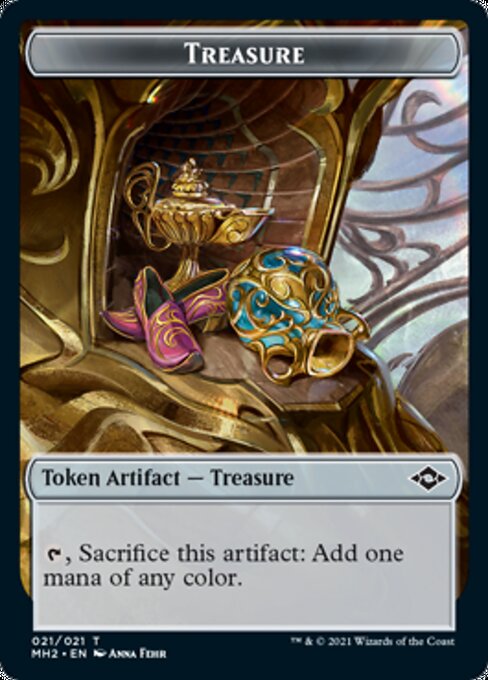 Treasure
Token Artifact — Treasure
, Sacrifice this artifact: Add one
mana of any color.
021/021 T
MH2 • EN Anna Fehr
™ & © 2021 Wizards of the Coast